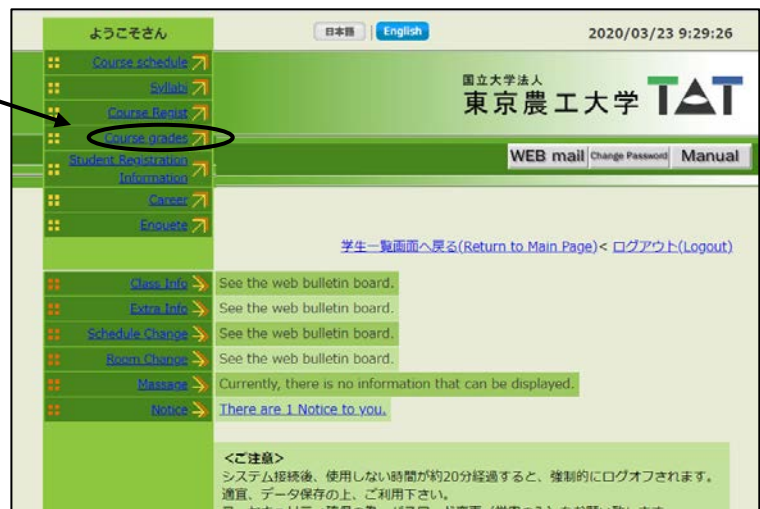 ようこそさん
日本語 | English
2020/03/23 9:29:26
Course schedule
Syllabi
Course Regist
Course grades
Student Registration
Information
Career
Enquete
国立大学法人
東京農工大学 TAT
WEB mail Change Password Manual
学生一覧画面へ戻る(Return to Main Page)< ログアウト(Logout)
Class Info See the web bulletin board.
Extra Info See the web bulletin board.
Schedule Change See the web bulletin board.
Room Change See the web bulletin board.
Massage Currently, there is no information that can be displayed.
Notice There are 1 Notice to you.
<ご注意>
システム接続後、使用しない時間が約20分経過すると、強制的にログオフされます。
適宜、データ保存の上、ご利用下さい。